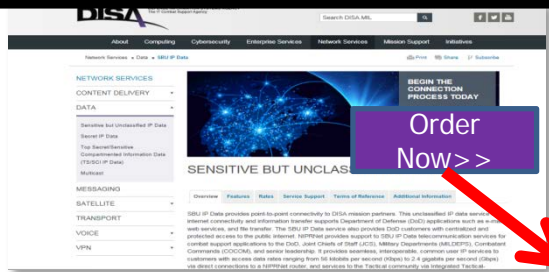 DISA
The IT Combat Support Agency
Search DISA.MIL
About Computing Cybersecurity Enterprise Services Network Services Mission Support Initiatives
Network Services Data SBU IP Data
Print Share Subscribe
NETWORK SERVICES
CONTENT DELIVERY
DATA
Sensitive but Unclassified IP Data
Secret IP Data
Top Secret/Sensitive
Compartmented Information Data
(TS/SCI IP Data)
Multicast
MESSAGING
SATELLITE
TRANSPORT
VOICE
VPN
BEGIN THE
CONNECTION
PROCESS TODAY
Order
Now>>
SENSITIVE BUT UNCLAS
Overview Features Rates Service Support Terms of Reference Additional Information
SBU IP Data provides point-to-point connectivity to DISA mission partners. This unclassified IP data service
internet connectivity and information transfer supports Department of Defense (DoD) applications such as e-mail
web services, and file transfer. The SBU IP Data service also provides DoD customers with centralized and
protected access to the public internet. NIPRNet provides support to SBU IP Data telecommunication services for
combat support applications to the DoD, Joint Chiefs of Staff (JCS), Military Departments (MILDEPS), Combatant
Commands (COCOM), and senior leadership. It provides seamless, interoperable, common user IP services to
customers with access data rates ranging from 56 kilobits per second (Kbps) to 2.4 gigabits per second (Gbps)
via direct connections to a NIPRNet router, and services to the Tactical community via Integrated Tactical